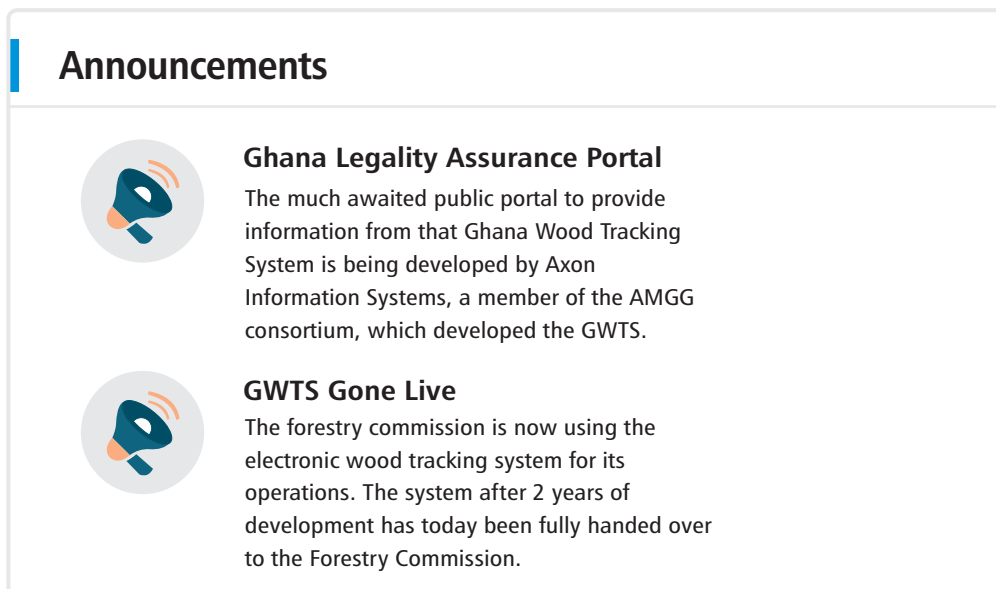 Announcements
Ghana Legality Assurance Portal
The much awaited public portal to provide
information from that Ghana Wood Tracking
System is being developed by Axon
Information Systems, a member of the AMGG
consortium, which developed the GWTS.
GWTS Gone Live
The forestry commission is now using the
electronic wood tracking system for its
operations. The system after 2 years of
development has today been fully handed over
to the Forestry Commission.